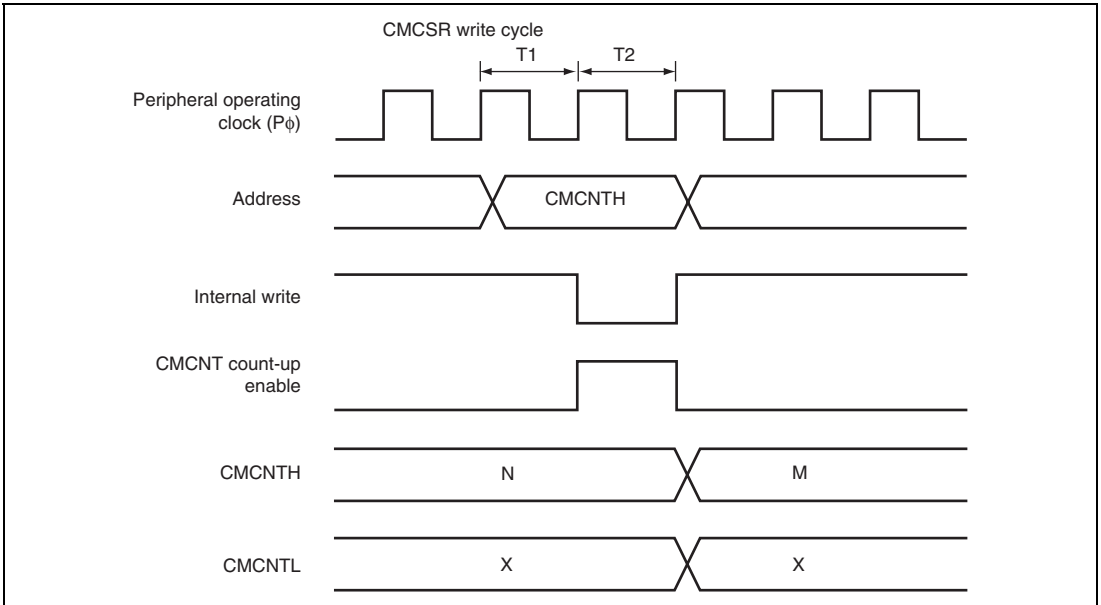 CMCSR write cycle
T1 T2
Peripheral operating
clock (Pϕ)
Address CMCNTH
Internal write
CMCNT count-up
enable
CMCNTH N M
CMCNTL X X